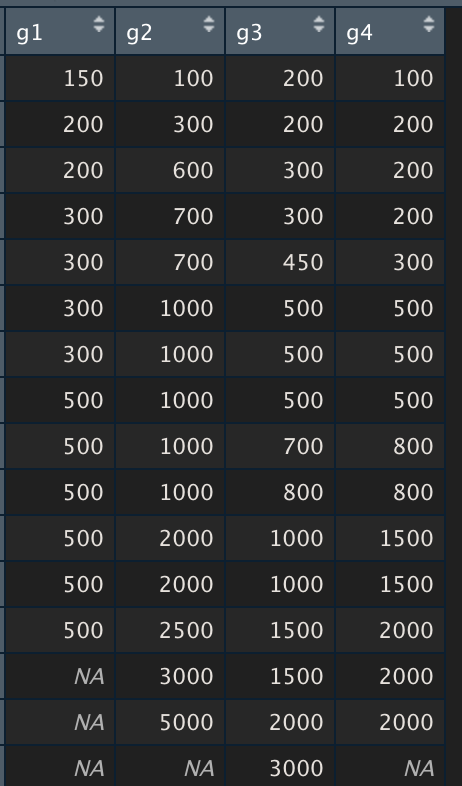 g1 g2 g3 g4
150 100 200 100
200 300 200 200
200 600 300 200
300 700 300 200
300 700 450 300
300 1000 500 500
300 1000 500 500
500 1000 500 500
500 1000 700 800
500 1000 800 800
500 2000 1000 1500
500 2000 1000 1500
500 2500 1500 2000
NA 3000 1500 2000
NA 5000 2000 2000
NA NA 3000 NA